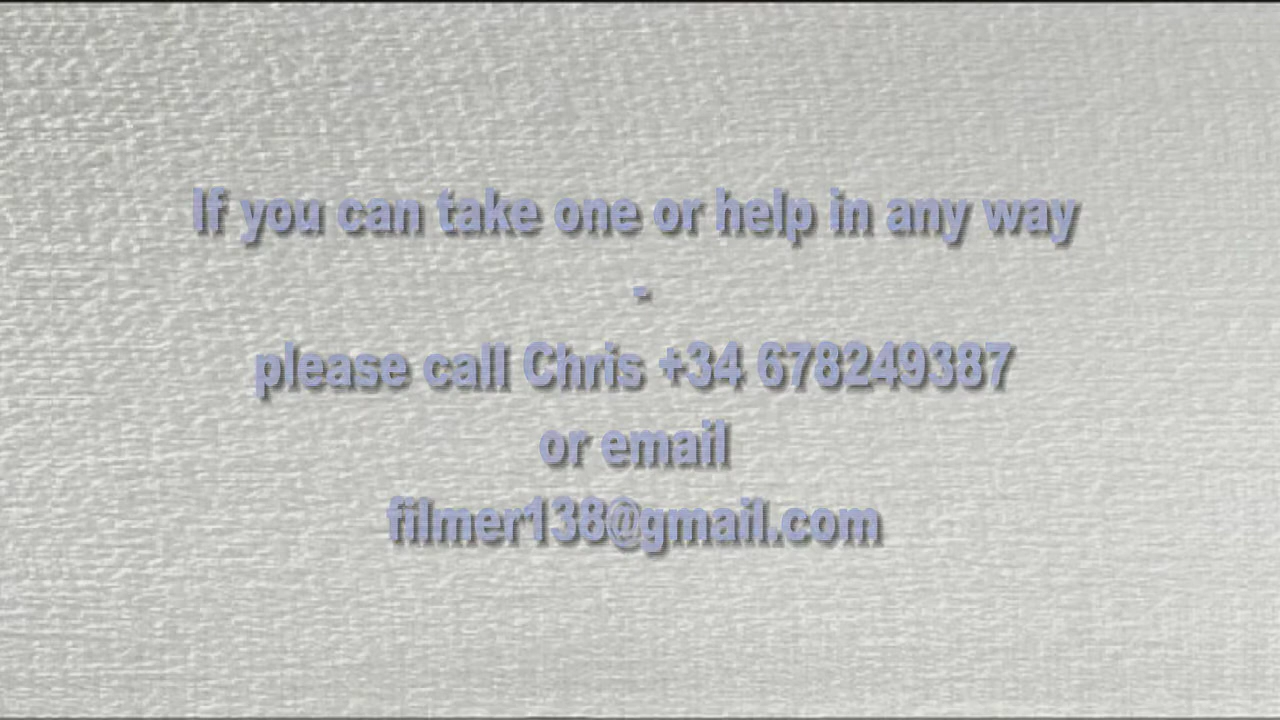 If you can take one or help in any way
-
please call Chris +34 678249387
or email
filmer138@gmail.com